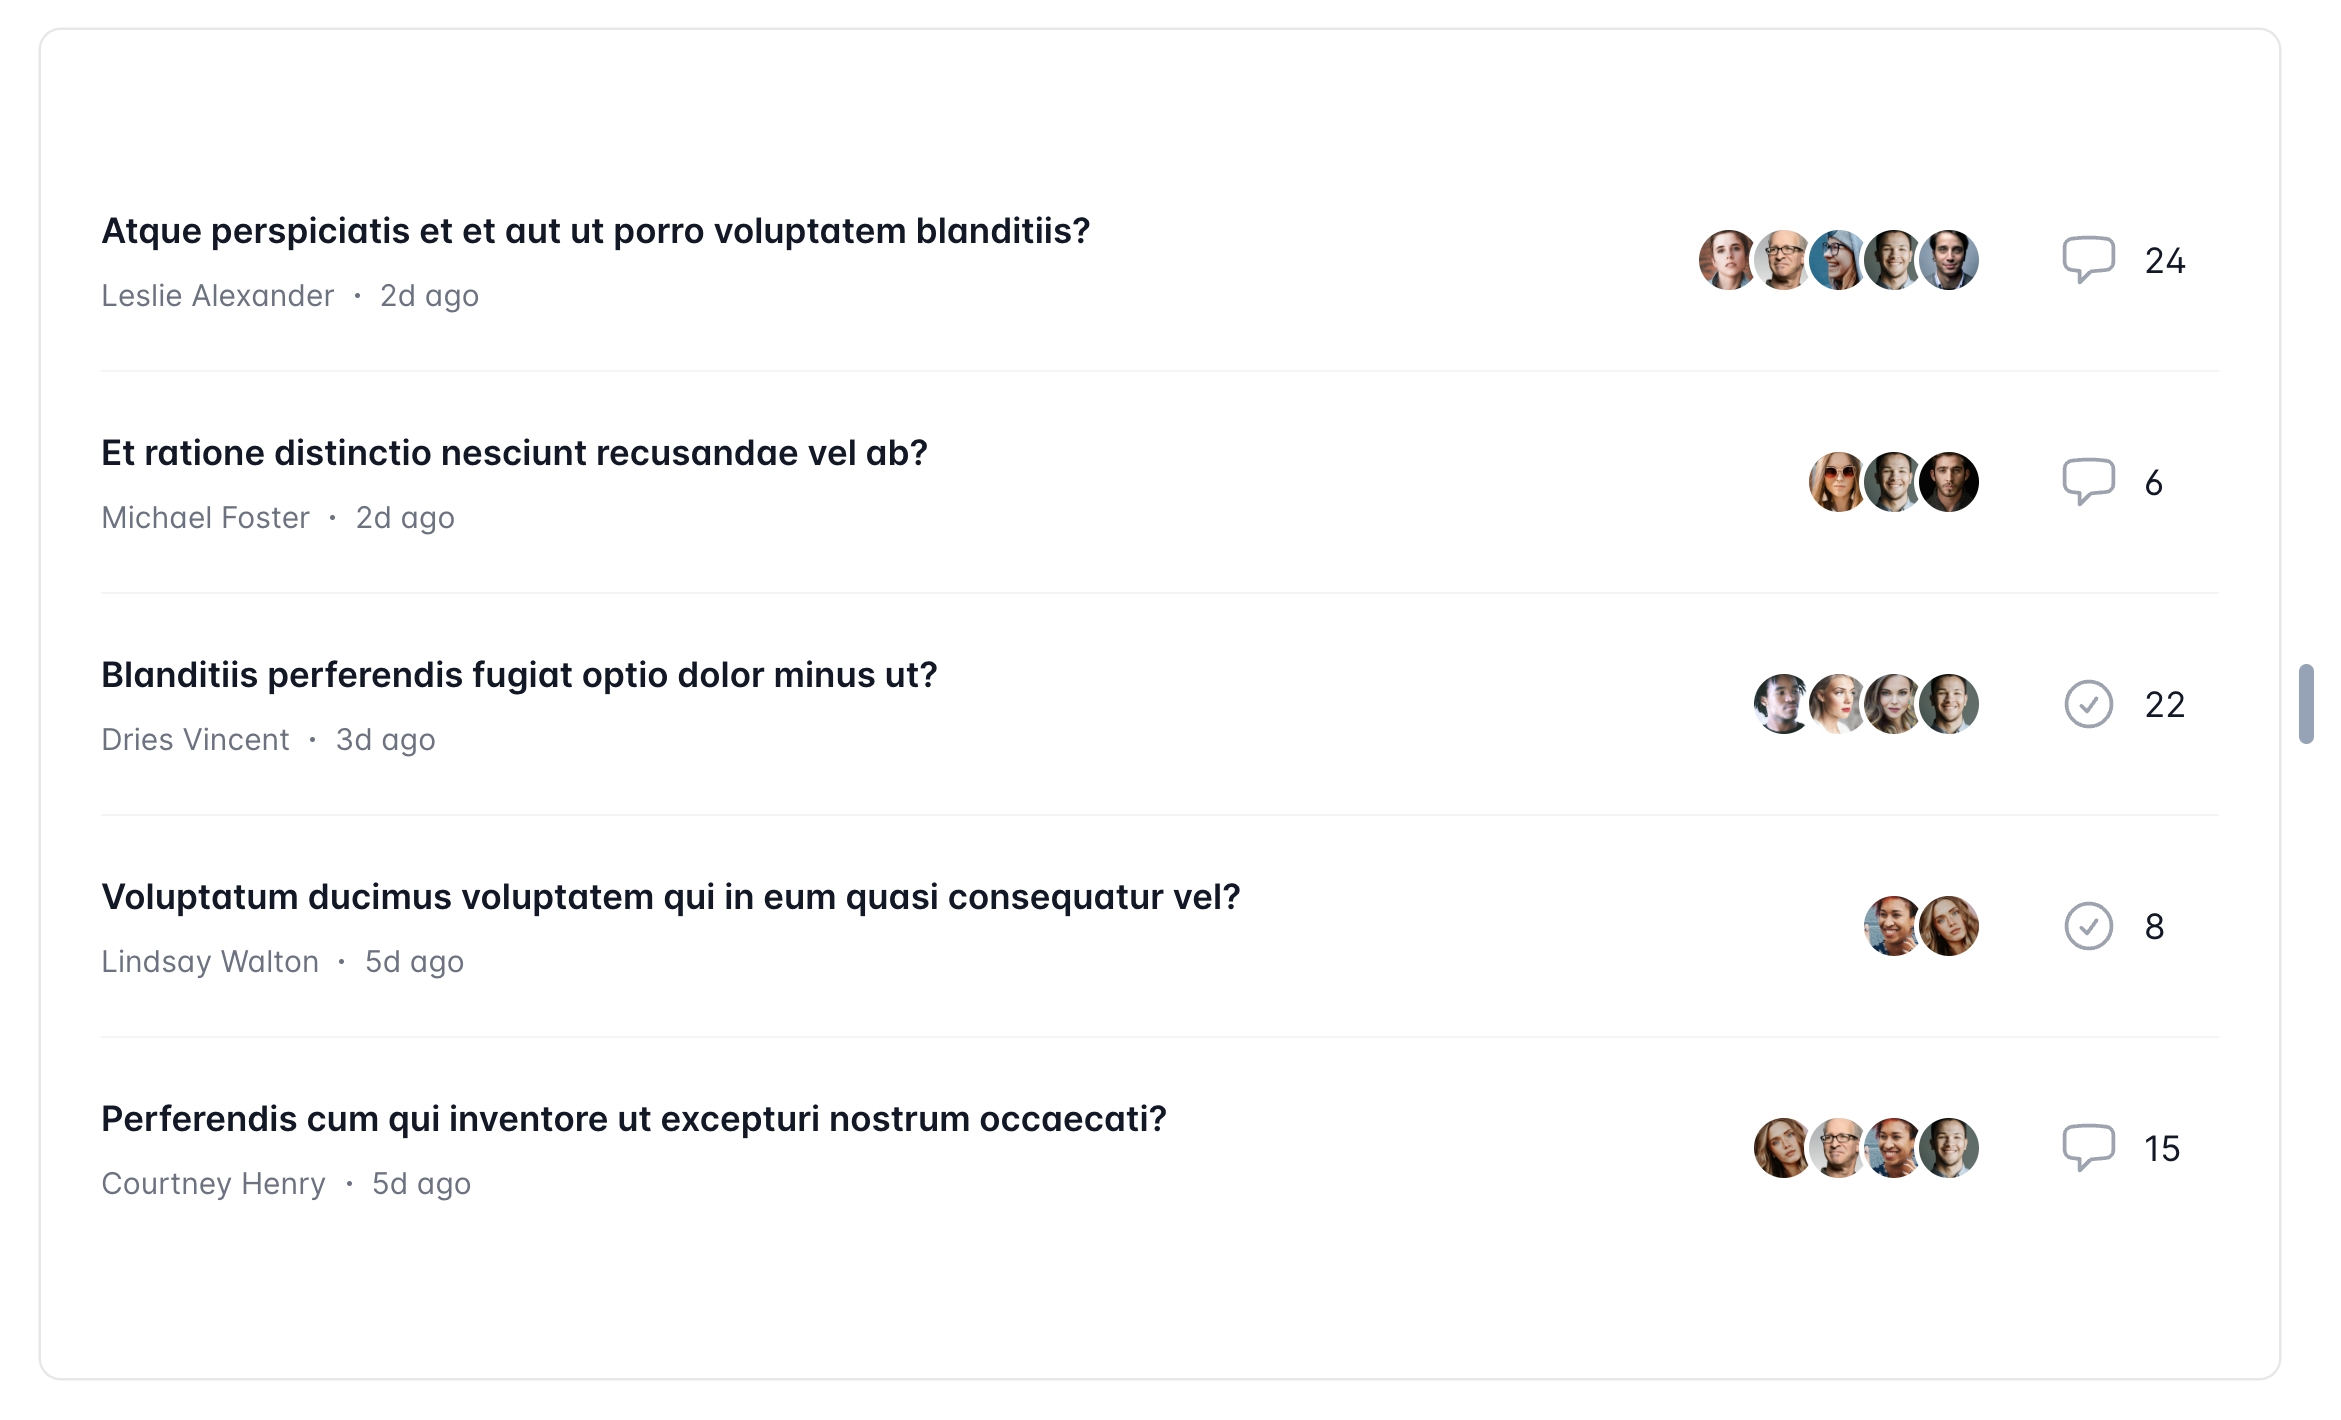 Atque perspiciatis et et aut ut porro voluptatem blanditiis?
Leslie Alexander · 2d ago
24
Et ratione distinctio nesciunt recusandae vel ab?
Michael Foster · 2d ago
6
Blanditiis perferendis fugiat optio dolor minus ut?
Dries Vincent · 3d ago
22
Voluptatum ducimus voluptatem qui in eum quasi consequatur vel?
Lindsay Walton · 5d ago
8
Perferendis cum qui inventore ut excepturi nostrum occaecati?
Courtney Henry · 5d ago
15